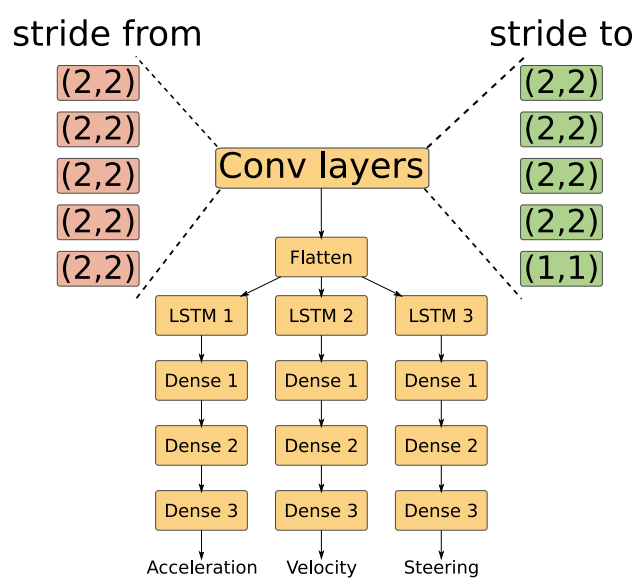 stride from
stride to
(2,2)
(2,2)
(2,2)
(2,2)
(2,2)
(2,2)
(2,2)
(2,2)
(2,2)
(1,1)
Conv layers
Flatten
LSTM 1
LSTM 2
LSTM 3
Dense 1
Dense 1
Dense 1
Dense 2
Dense 2
Dense 2
Dense 3
Dense 3
Dense 3
Acceleration
Velocity
Steering